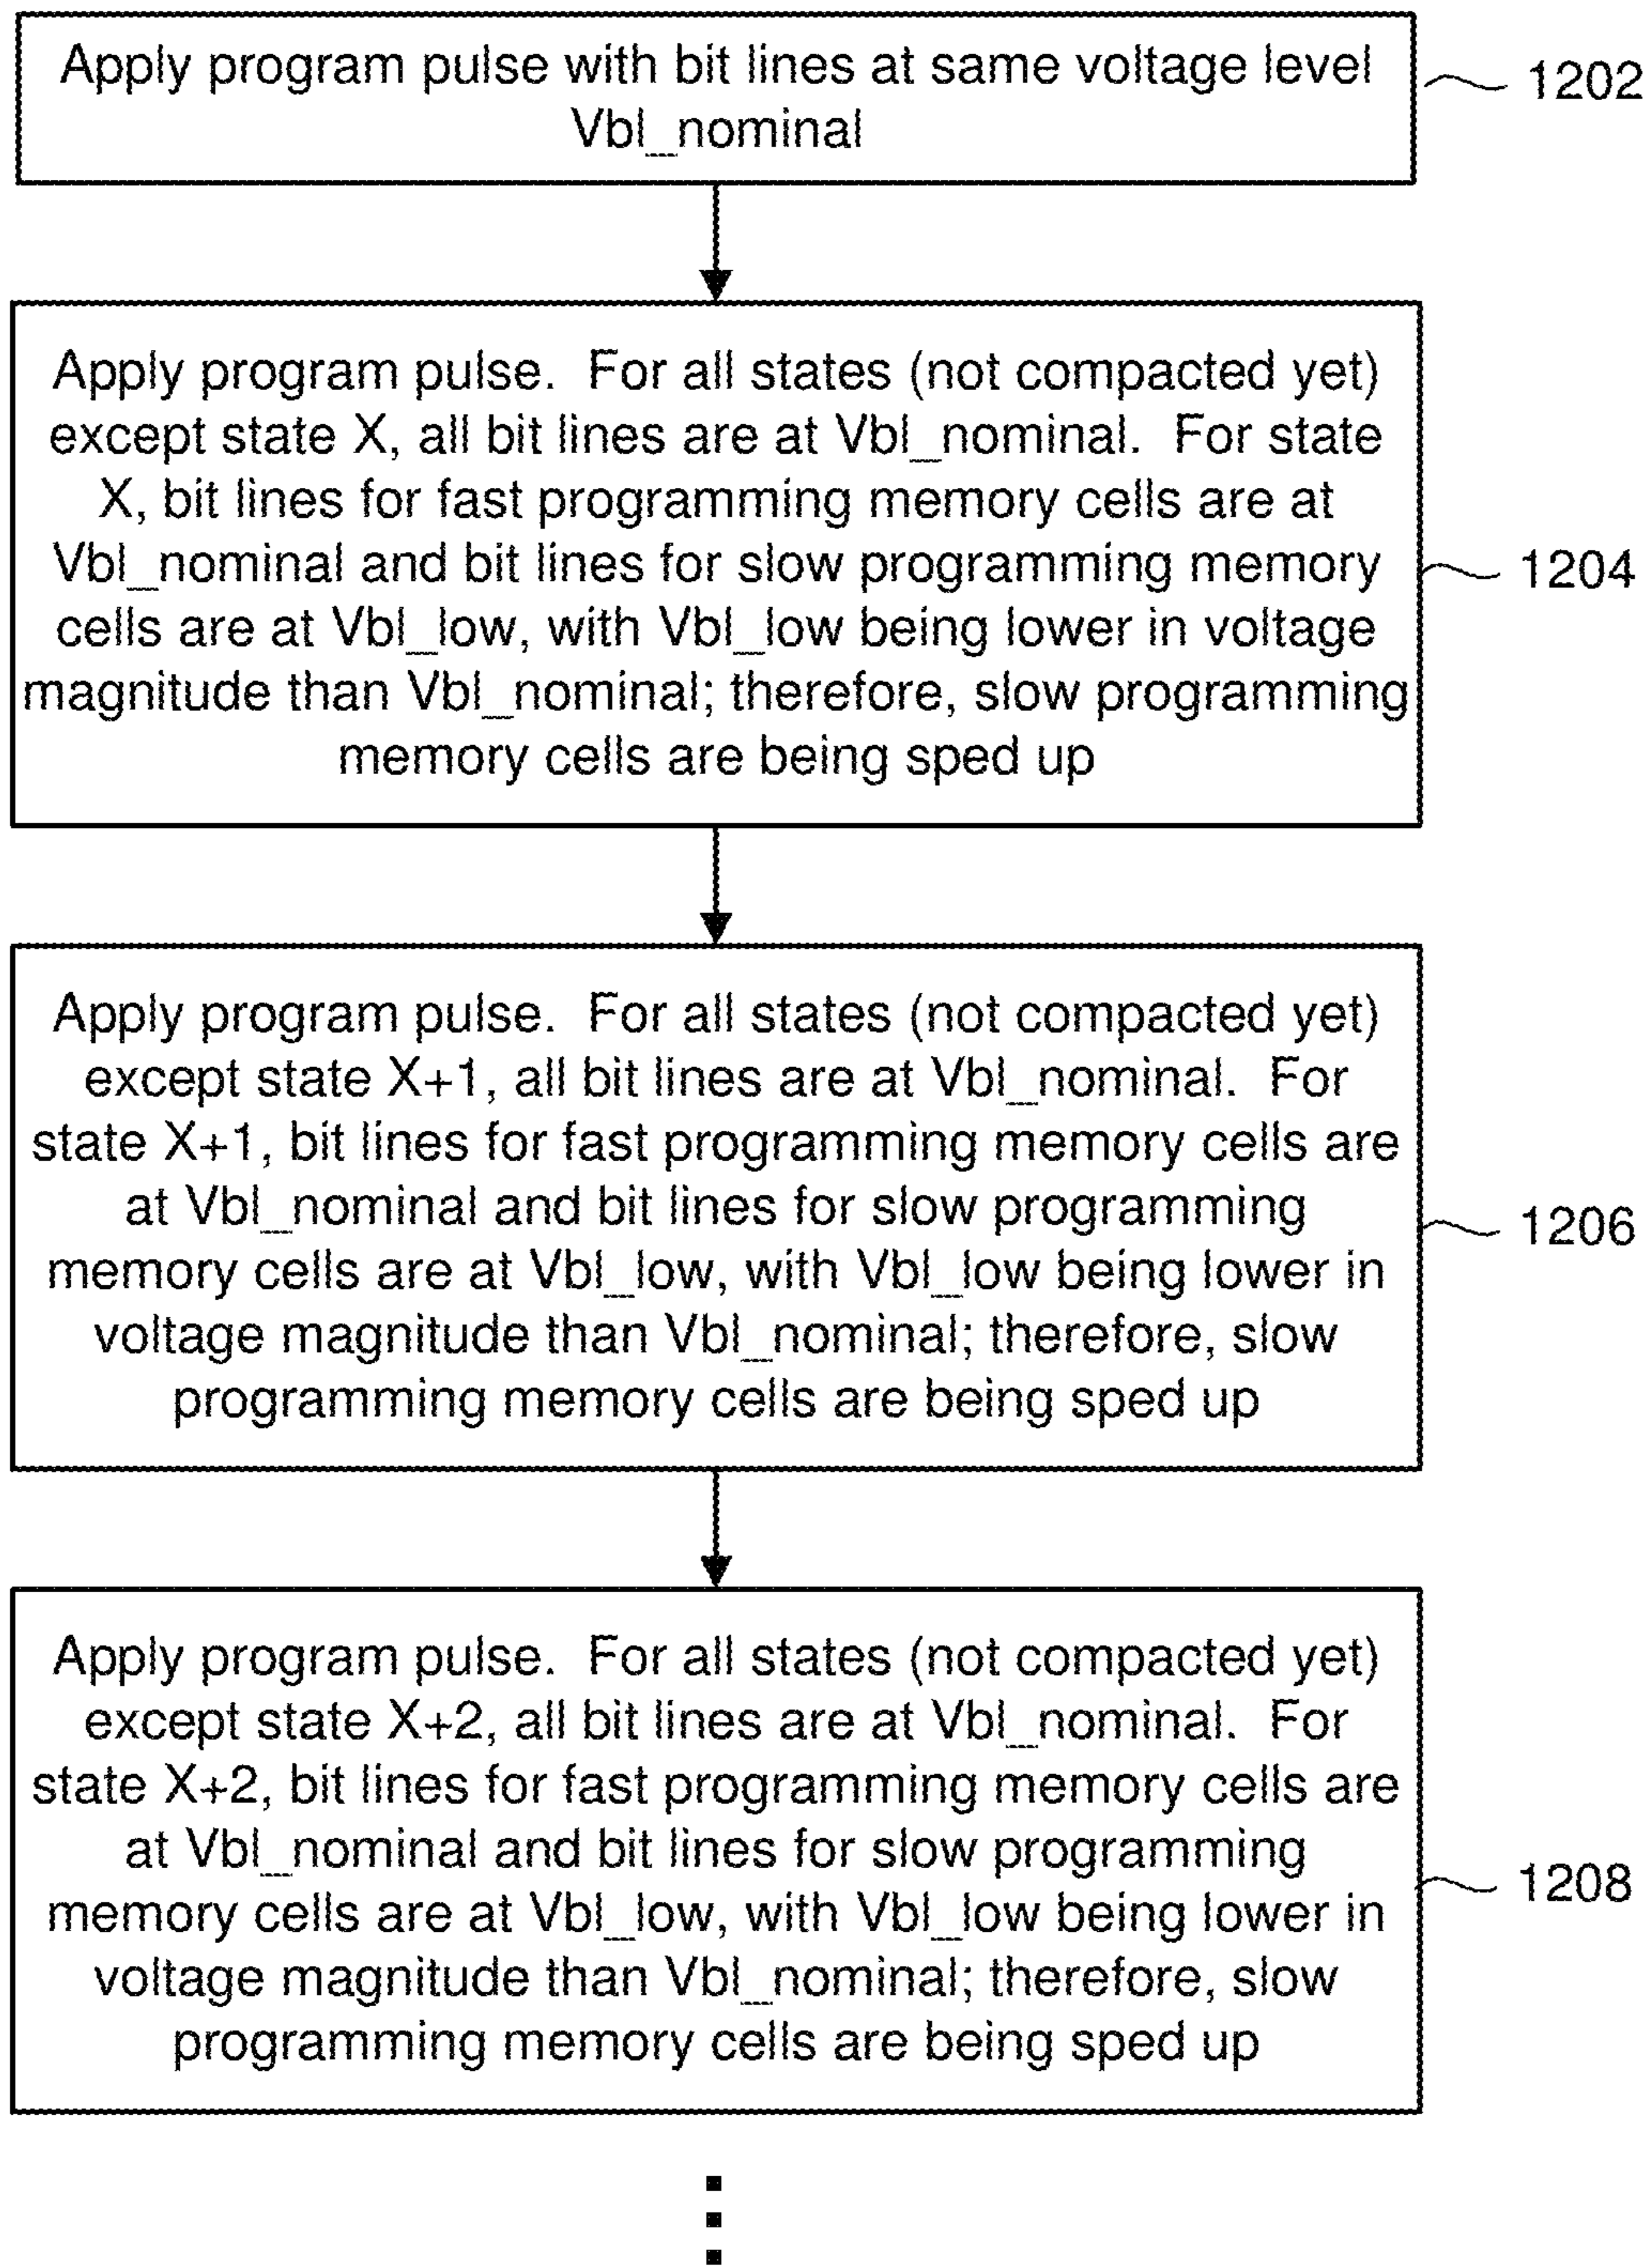 Apply program pulse with bit lines at same voltage level
Vbl_nominal
1202
Apply program pulse.  For all states (not compacted yet)
except state X, all bit lines are at Vbl_nominal.  For state
X, bit lines for fast programming memory cells are at
Vbl_nominal and bit lines for slow programming memory
cells are at Vbl_low, with Vbl_low being lower in voltage
magnitude than Vbl_nominal; therefore, slow programming
memory cells are being sped up
1204
Apply program pulse.  For all states (not compacted yet)
except state X+1, all bit lines are at Vbl_nominal.  For
state X+1, bit lines for fast programming memory cells are
at Vbl_nominal and bit lines for slow programming
memory cells are at Vbl_low, with Vbl_low being lower in
voltage magnitude than Vbl_nominal; therefore, slow
programming memory cells are being sped up
1206
Apply program pulse.  For all states (not compacted yet)
except state X+2, all bit lines are at Vbl_nominal.  For
state X+2, bit lines for fast programming memory cells are
at Vbl_nominal and bit lines for slow programming
memory cells are at Vbl_low, with Vbl_low being lower in
voltage magnitude than Vbl_nominal; therefore, slow
programming memory cells are being sped up
1208